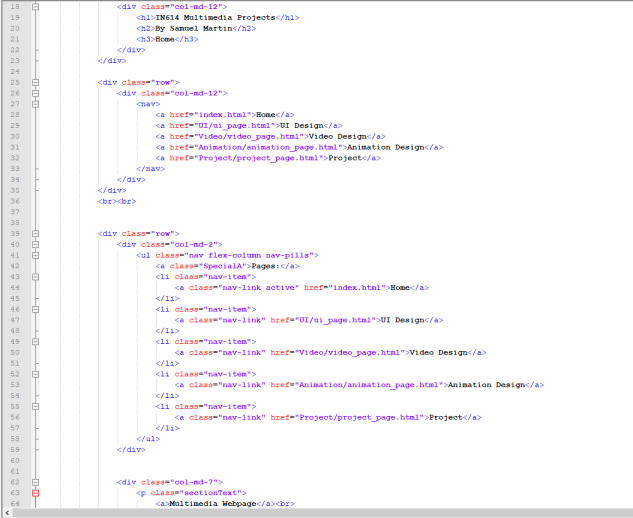 18 <div class="col-md-12">
19 <h1>IN614 Multimedia Projects</h1>
20 <h2>By Samuel Martin</h2>
21 <h3>Home</h3>
22 </div>
23 </div>
24
25 <div class="row">
26 <div class="col-md-12">
27 <nav>
28 <a href="index.html">Home</a>
29 <a href="UI/ui_page.html">UI Design</a>
30 <a href="Video/video_page.html">Video Design</a>
31 <a href="Animation/animation_page.html">Animation Design</a>
32 <a href="Project/project_page.html">Project</a>
33 </nav>
34 </div>
35 </div>
36 <br><br>
37
38
39 <div class="row">
40 <div class="col-md-2">
41 <ul class="nav flex-column nav-pills">
42 <a class="SpecialA">Pages:</a>
43 <li class="nav-item">
44 <a class="nav-link active" href="index.html">Home</a>
45 </li>
46 <li class="nav-item">
47 <a class="nav-link" href="UI/ui_page.html">UI Design</a>
48 </li>
49 <li class="nav-item">
50 <a class="nav-link" href="Video/video_page.html">Video Design</a>
51 </li>
52 <li class="nav-item">
53 <a class="nav-link" href="Animation/animation_page.html">Animation Design</a>
54 </li>
55 <li class="nav-item">
56 <a class="nav-link" href="Project/project_page.html">Project</a>
57 </li>
58 </ul>
59 </div>
60
61
62 <div class="col-md-7">
63 <p class="sectionText">
64 <a>Multimedia Webpage</a><br>